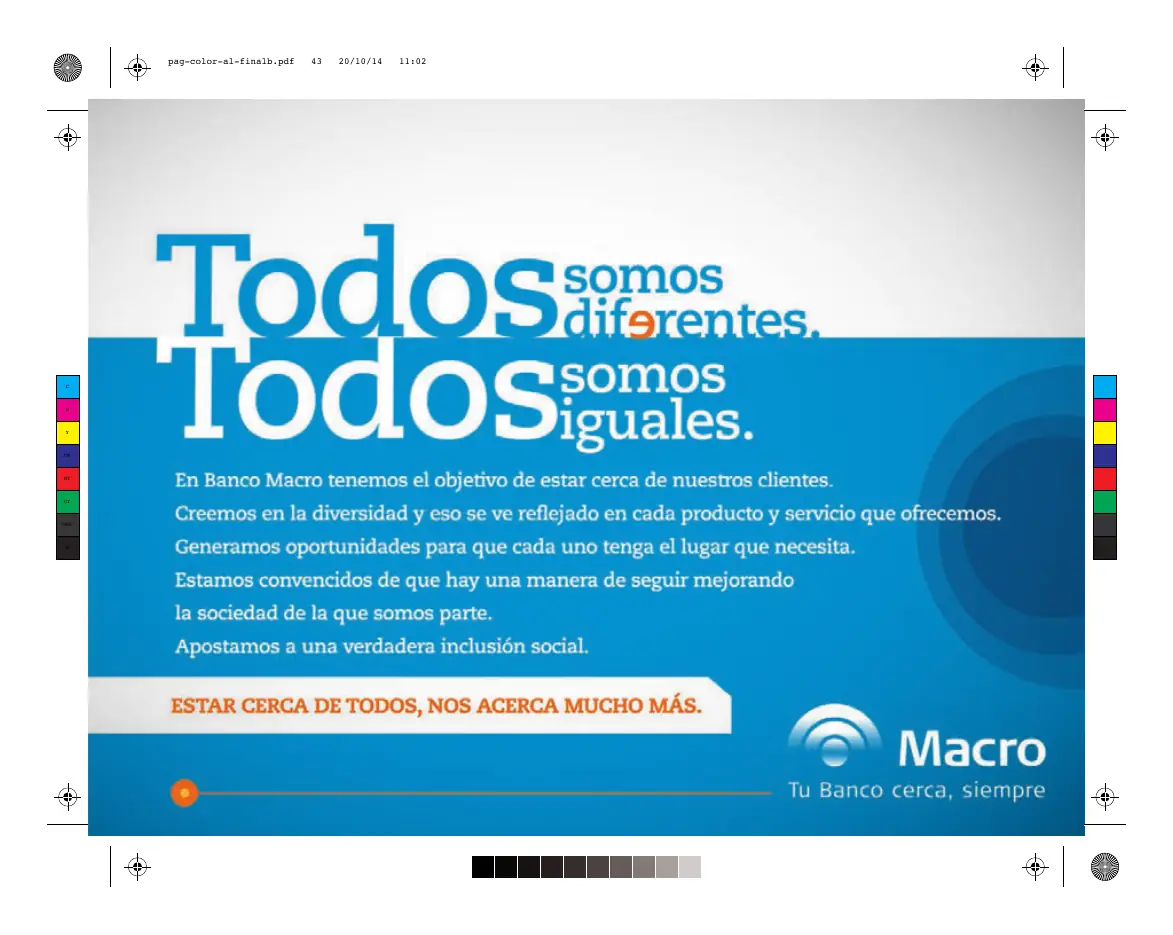 pag-color-al-finalb.pdf 43 20/10/14 11:02
Todos somos diferentes.
Todos somos iguales.
En Banco Macro tenemos el objetivo de estar cerca de nuestros clientes.
Creemos en la diversidad y eso se ve reflejado en cada producto y servicio que ofrecemos.
Generamos oportunidades para que cada uno tenga el lugar que necesita.
Estamos convencidos de que hay una manera de seguir mejorando
la sociedad de la que somos parte.
Apostamos a una verdadera inclusión social.
ESTAR CERCA DE TODOS, NOS ACERCA MUCHO MÁS.
Macro
Tu Banco cerca, siempre